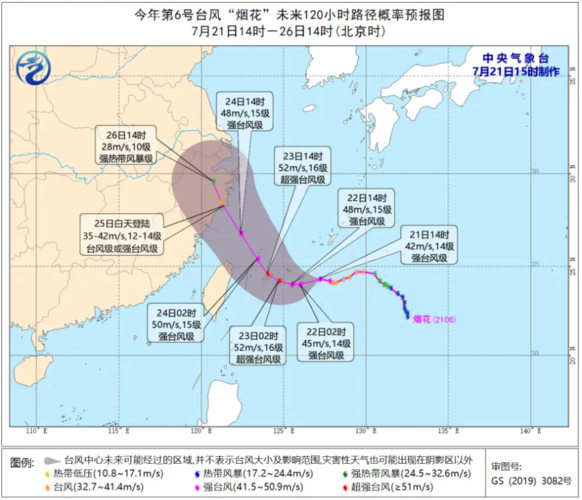 今年第6号台风“烟花”未来120小时路径概率预报图
7月21日14时－26日14时(北京时)
中央气象台
7月21日15时制作
24日14时
48m/s,15级
强台风级
26日14时
28m/s,10级
强热带风暴级
23日14时
52m/s,16级
超强台风级
22日14时
48m/s,15级
强台风级
21日14时
42m/s,14级
强台风级
25日白天登陆
35-42m/s,12-14级
台风级或强台风级
24日02时
50m/s,15级
强台风级
23日02时
52m/s,16级
超强台风级
22日02时
45m/s,14级
强台风级
烟花(2106)
35°N
30°N
25°N
20°N
110°E
115°E
120°E
125°E
130°E
135°E
140°E
图例:
台风中心未来可能经过的区域,并不表示台风大小及影响范围,灾害性天气也可能出现在阴影区以外
热带低压(10.8~17.1m/s)
热带风暴(17.2~24.4m/s)
强热带风暴(24.5~32.6m/s)
台风(32.7~41.4m/s)
强台风(41.5~50.9m/s)
超强台风(≥51m/s)
审图号:
GS (2019) 3082号